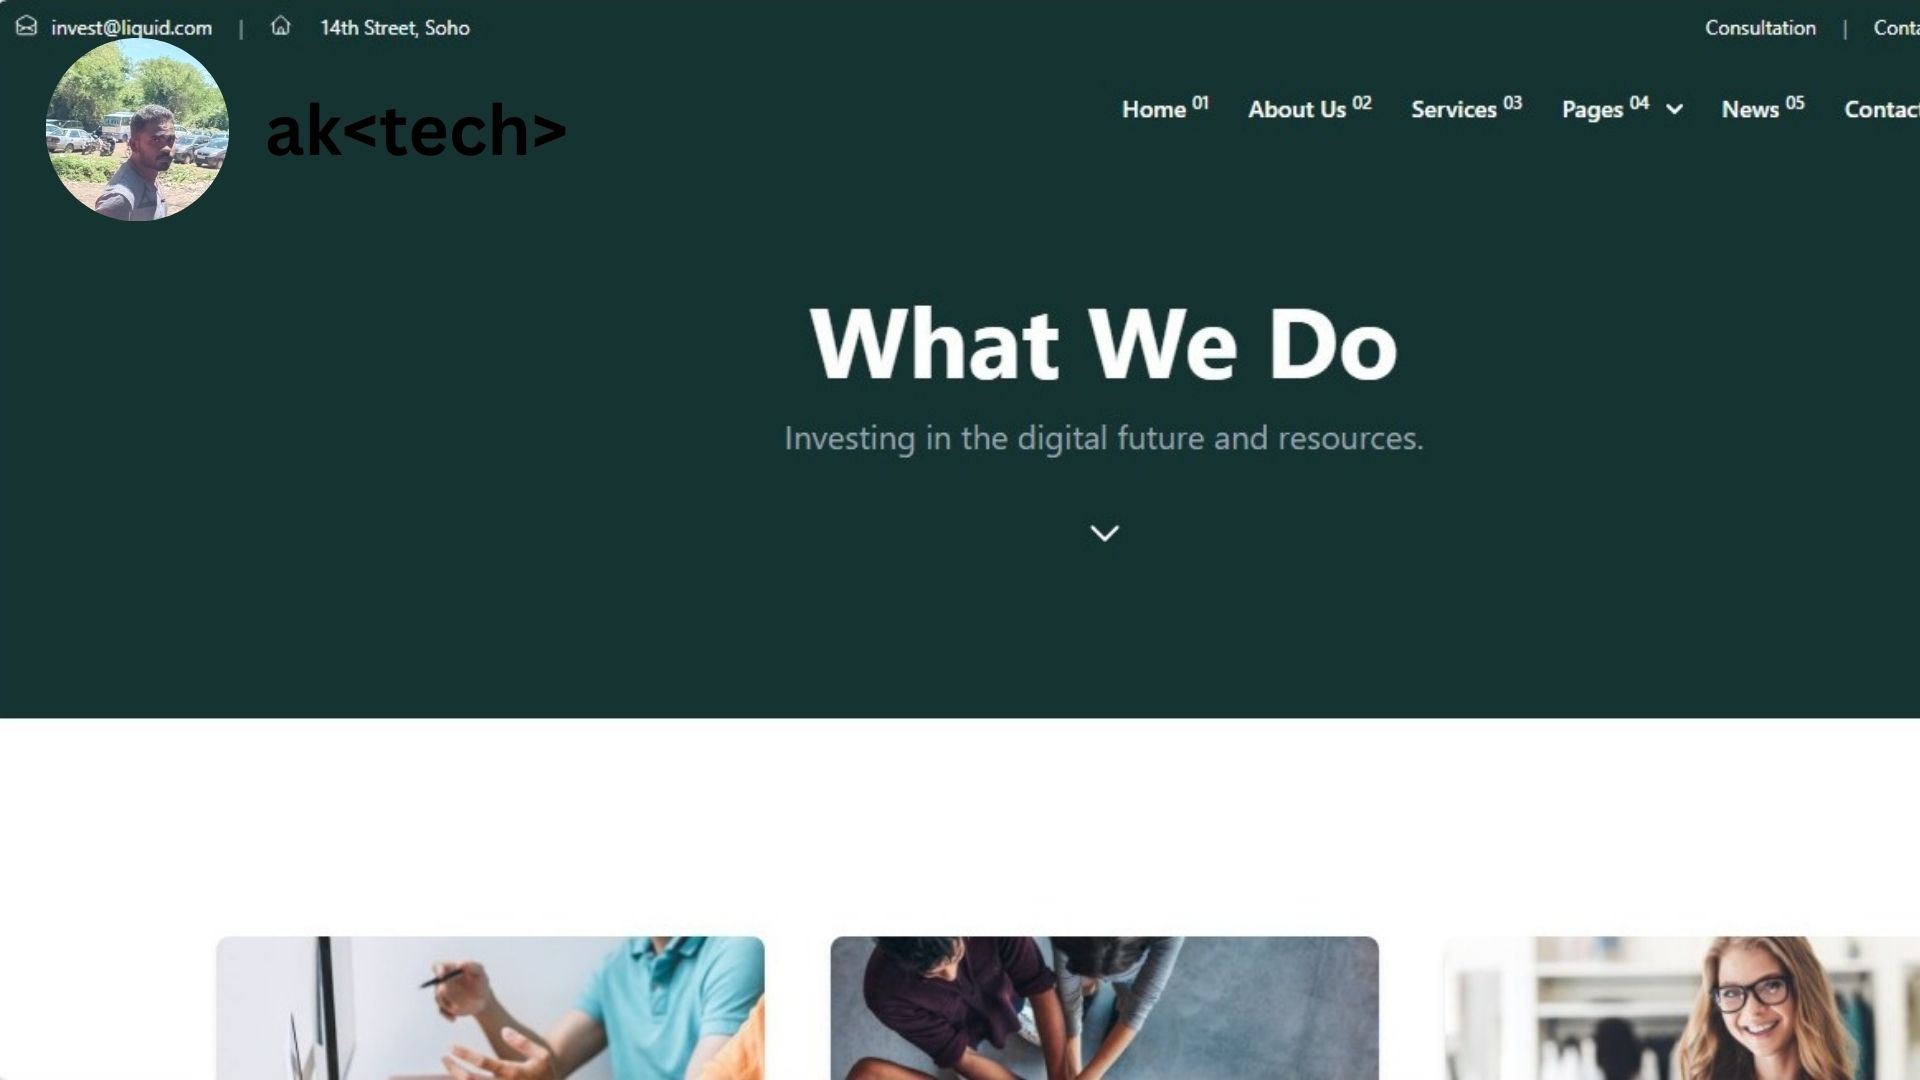 invest@liquid.com | 14th Street, Soho
Consultation | Conta
ak<tech>
Home 01 About Us 02 Services 03 Pages 04 News 05 Contact
What We Do
Investing in the digital future and resources.